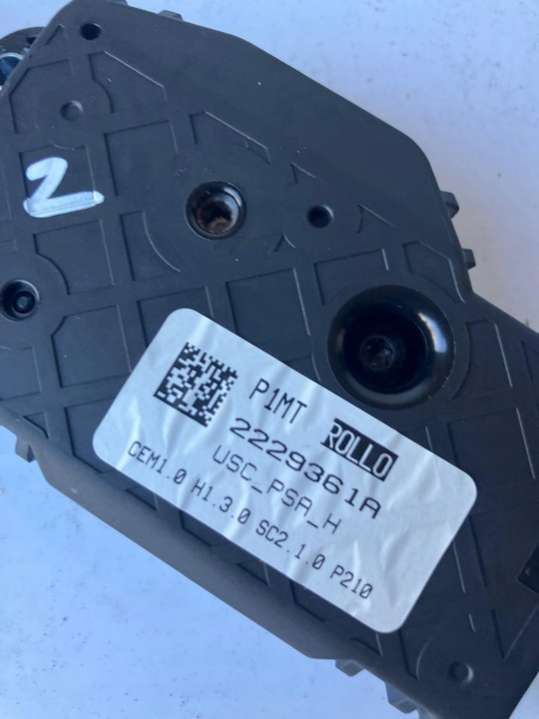 2
P1MT ROLLO
2229361A
USC_PSA_H
CEM1.0 H1.3.0 SC2.1.0 P210